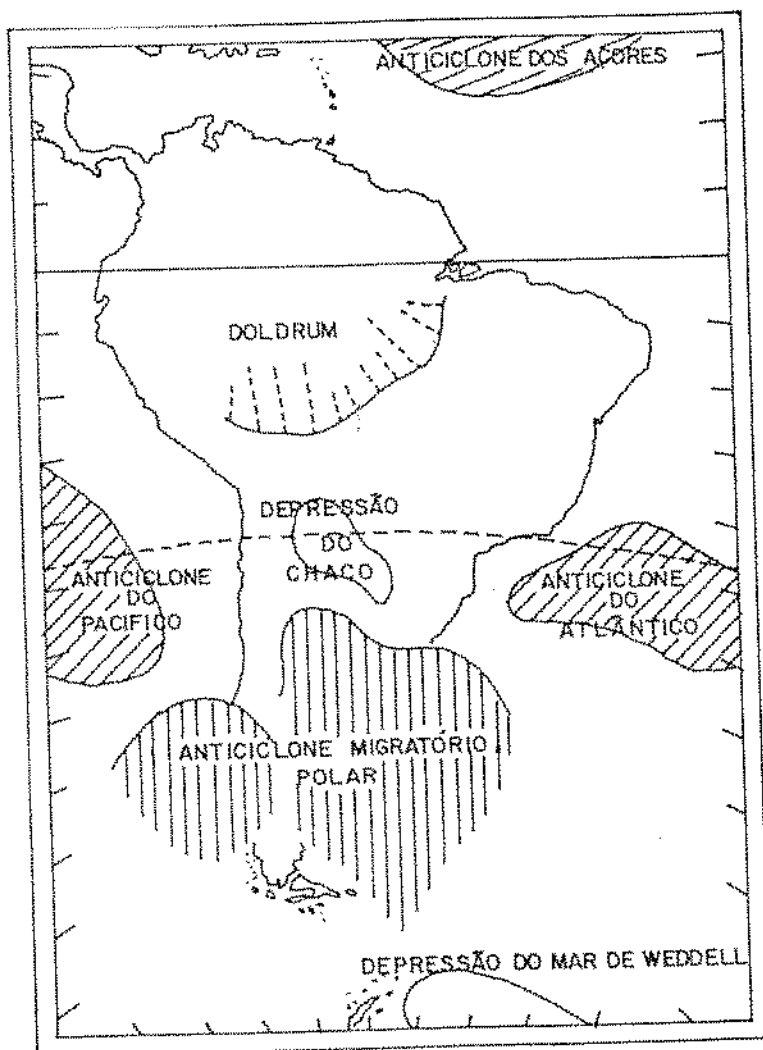 ANTICICLONE DOS AÇORES
DOLDRUM
DEPRESSÃO
DO
CHACO
ANTICICLONE
DO
PACIFICO
ANTICICLONE
DO
ATLÂNTICO
ANTICICLONE MIGRATÓRIO
POLAR
DEPRESSÃO DO MAR DE WEDDELL